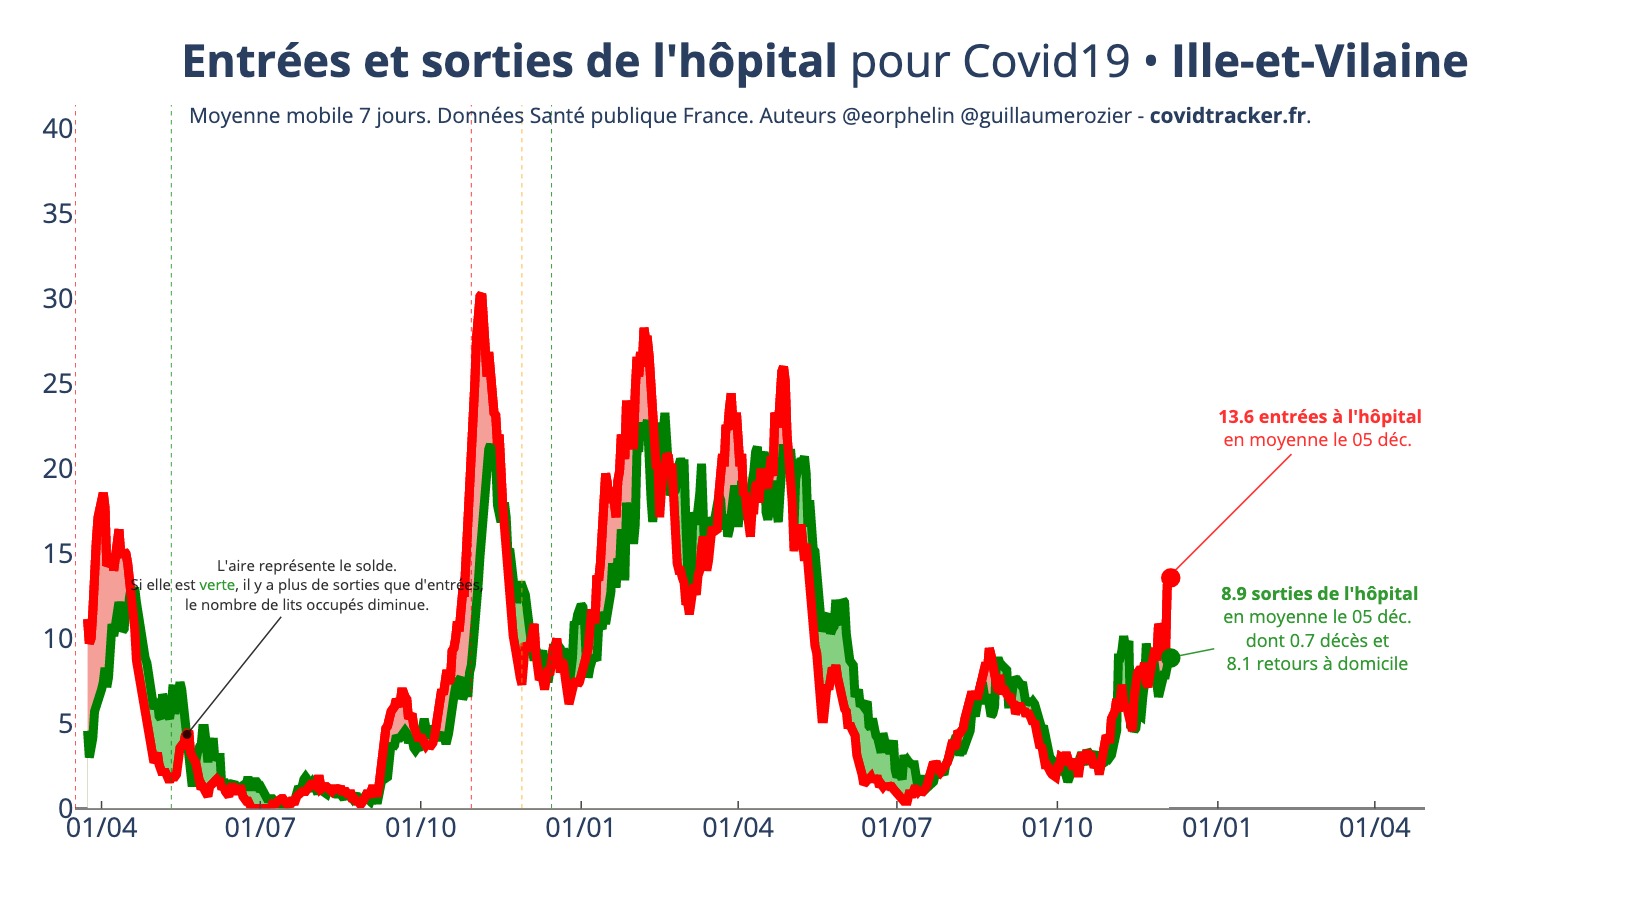 Entrées et sorties de l'hôpital pour Covid19 • Ille-et-Vilaine
Moyenne mobile 7 jours. Données Santé publique France. Auteurs @eorphelin @guillaumerozier - covidtracker.fr.
40
35
30
25
20
15
10
5
0
L'aire représente le solde.
Si elle est verte, il y a plus de sorties que d'entrées,
le nombre de lits occupés diminue.
13.6 entrées à l'hôpital
en moyenne le 05 déc.
8.9 sorties de l'hôpital
en moyenne le 05 déc.
dont 0.7 décès et
8.1 retours à domicile
01/04 01/07 01/10 01/01 01/04 01/07 01/10 01/01 01/04